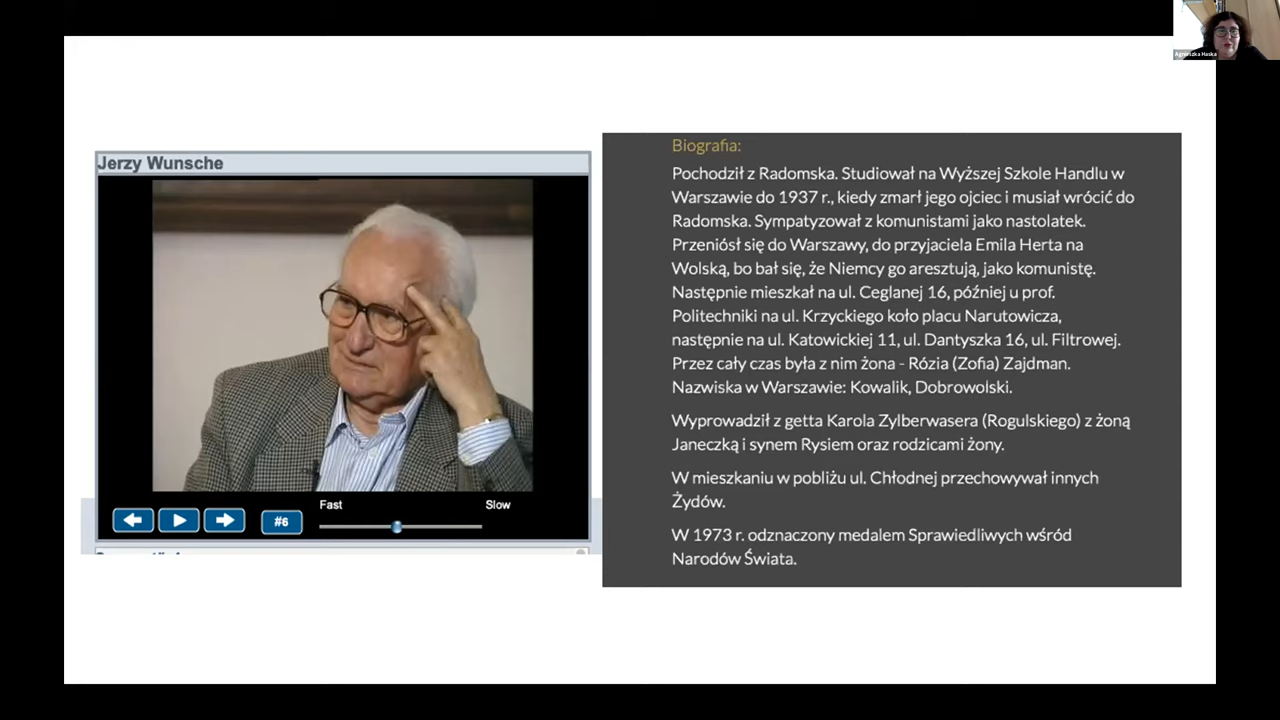 Agnieszka Haska
Jerzy Wunsche
Fast
Slow
#6
Biografia:
Pochodził z Radomska. Studiował na Wyższej Szkole Handlu w
Warszawie do 1937 r., kiedy zmarł jego ojciec i musiał wrócić do
Radomska. Sympatyzował z komunistami jako nastolatek.
Przeniósł się do Warszawy, do przyjaciela Emila Herta na
Wolską, bo bał się, że Niemcy go aresztują, jako komunistę.
Następnie mieszkał na ul. Ceglanej 16, później u prof.
Politechniki na ul. Krzyckiego koło placu Narutowicza,
następnie na ul. Katowickiej 11, ul. Dantyszka 16, ul. Filtrowej.
Przez cały czas była z nim żona - Rózia (Zofia) Zajdman.
Nazwiska w Warszawie: Kowalik, Dobrowolski.
Wyprowadził z getta Karola Zylberwasera (Rogulskiego) z żoną
Janeczką i synem Rysiem oraz rodzicami żony.
W mieszkaniu w pobliżu ul. Chłodnej przechowywał innych
Żydów.
W 1973 r. odznaczony medalem Sprawiedliwych wśród
Narodów Świata.